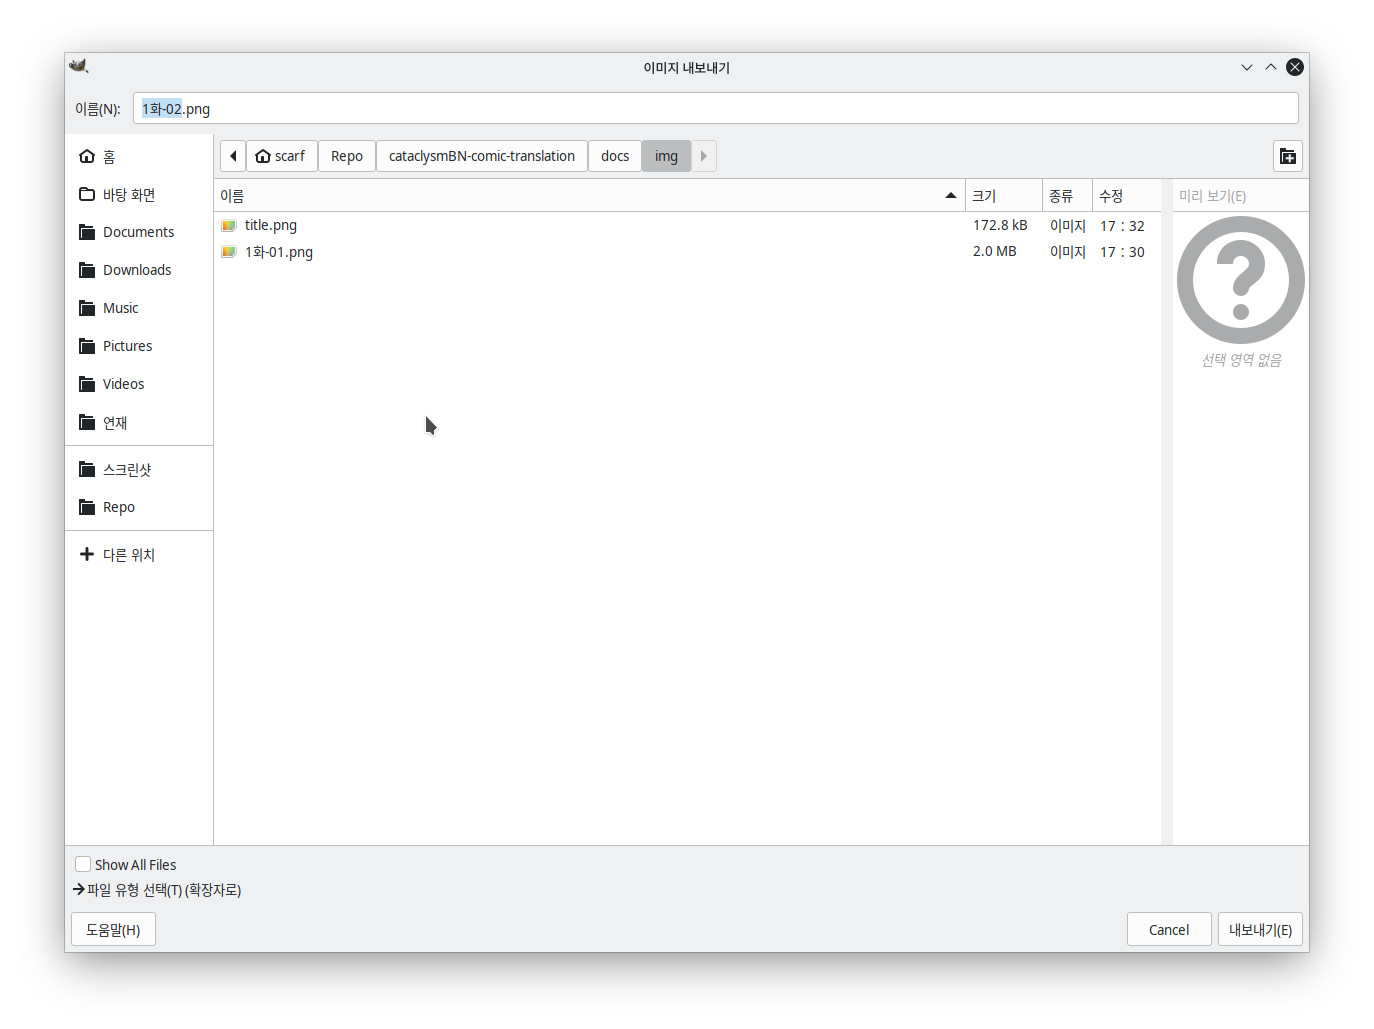 이미지 내보내기
이름(N): 1화-02.png
홈
바탕 화면
Documents
Downloads
Music
Pictures
Videos
연재
스크린샷
Repo
다른 위치
scarf Repo cataclysmBN-comic-translation docs img
이름 크기 종류 수정
title.png 172.8 kB 이미지 17 : 32
1화-01.png 2.0 MB 이미지 17 : 30
미리 보기(E)
선택 영역 없음
Show All Files
파일 유형 선택(T) (확장자로)
도움말(H) Cancel 내보내기(E)